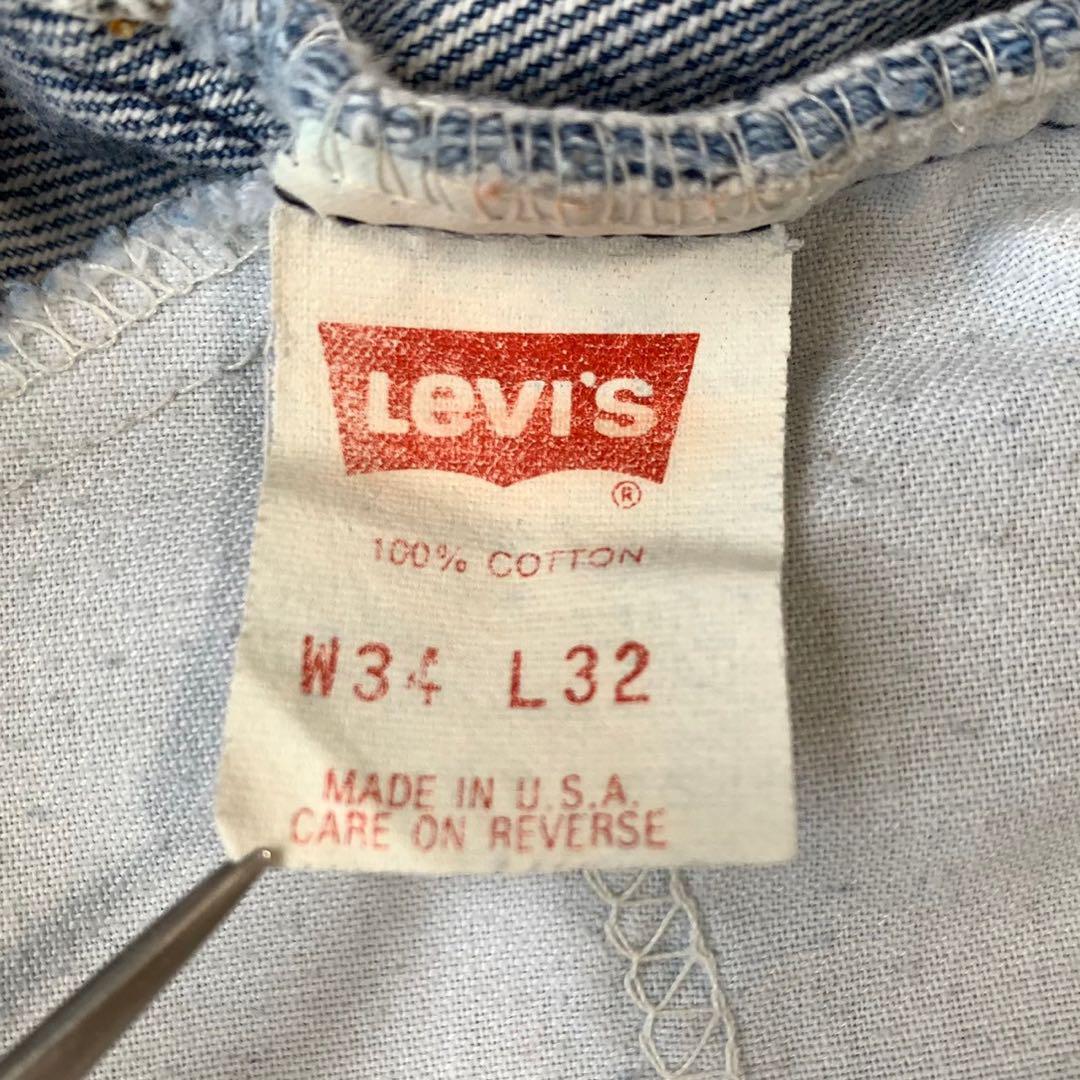 Levi's
®
100% COTTON
W34 L32
MADE IN U.S.A.
CARE ON REVERSE